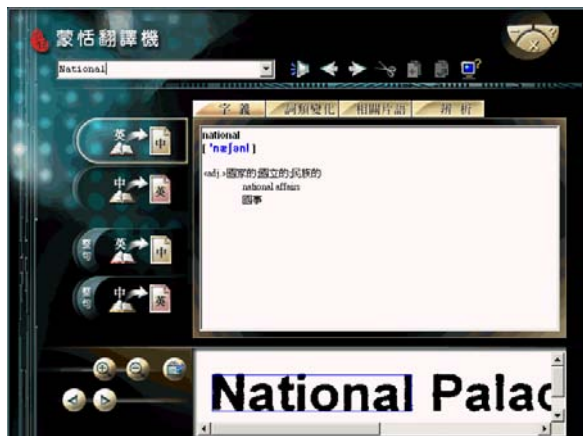 蒙恬翻譯機
National
字義 詞類變化 相關片語 辨析
national
[ 'næʃənl ]
<adj.>國家的;國立的;民族的
national affairs
國事
英 中
中 英
整句 英 中
整句 中 英
National Palac